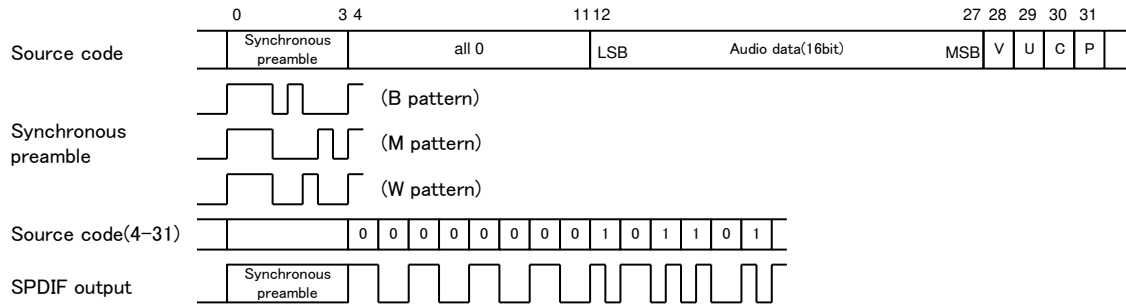 0 3 4 11 12 27 28 29 30 31
Source code Synchronous preamble all 0 LSB Audio data(16bit) MSB V U C P
(B pattern)
Synchronous
preamble
(M pattern)
(W pattern)
Source code(4-31) 0 0 0 0 0 0 0 0 1 0 1 1 0 1
SPDIF output Synchronous preamble